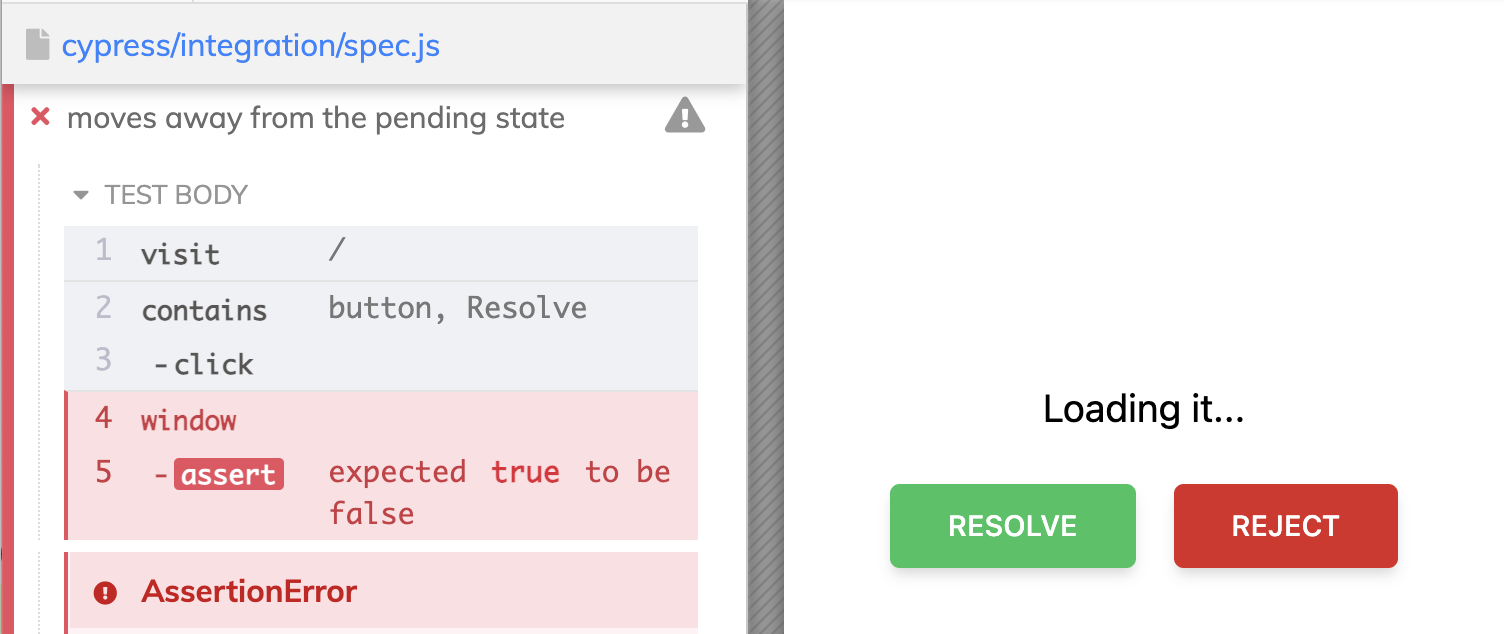 cypress/integration/spec.js
moves away from the pending state
TEST BODY
1 visit /
2 contains button, Resolve
3 -click
4 window
5 -assert expected true to be
false
AssertionError
Loading it...
RESOLVE REJECT